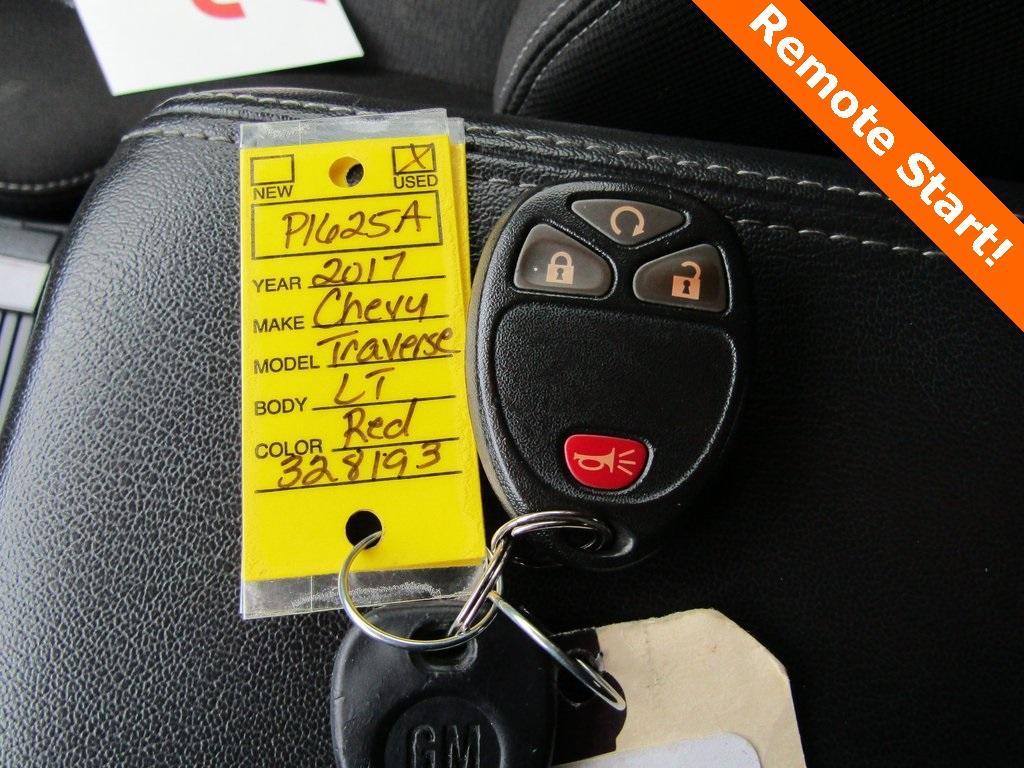 Remote Start!
NEW
X USED
P1625A
YEAR 2017
MAKE Chevy
MODEL Traverse
BODY LT
COLOR Red
328193
GM